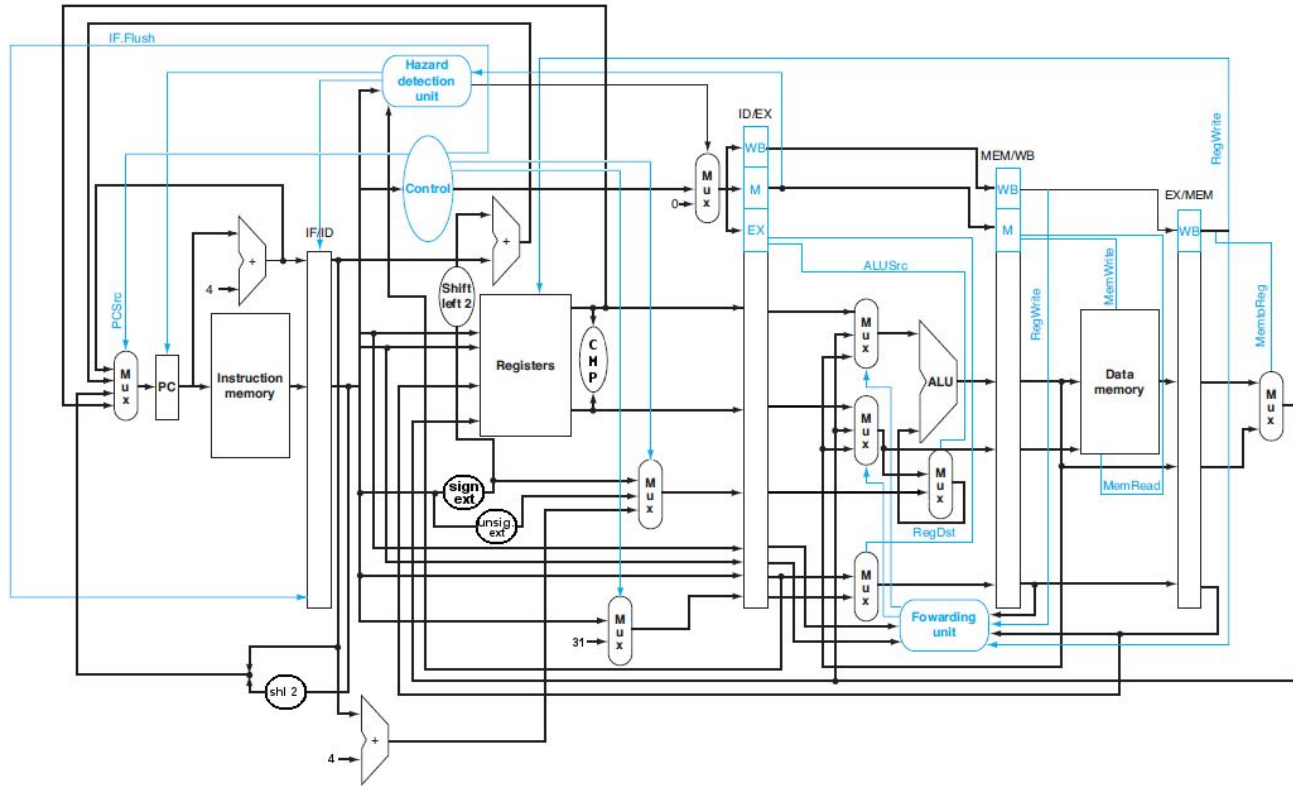 IF.Flush
Hazard
detection
unit
ID/EX
WB
M
EX
MEM/WB
WB
M
EX/MEM
WB
RegWrite
Control
M
u
x
0
IF/ID
+
4
+
Shift
left 2
PCSrc
M
u
x
PC
Instruction
memory
Registers
C
M
P
ALUSrc
M
u
x
ALU
M
u
x
M
u
x
RegWrite
MemWrite
Data
memory
MemRead
MemtoReg
M
u
x
sign
ext
unsig.
ext
M
u
x
RegDst
M
u
x
M
u
x
31
Fowarding
unit
shl 2
+
4